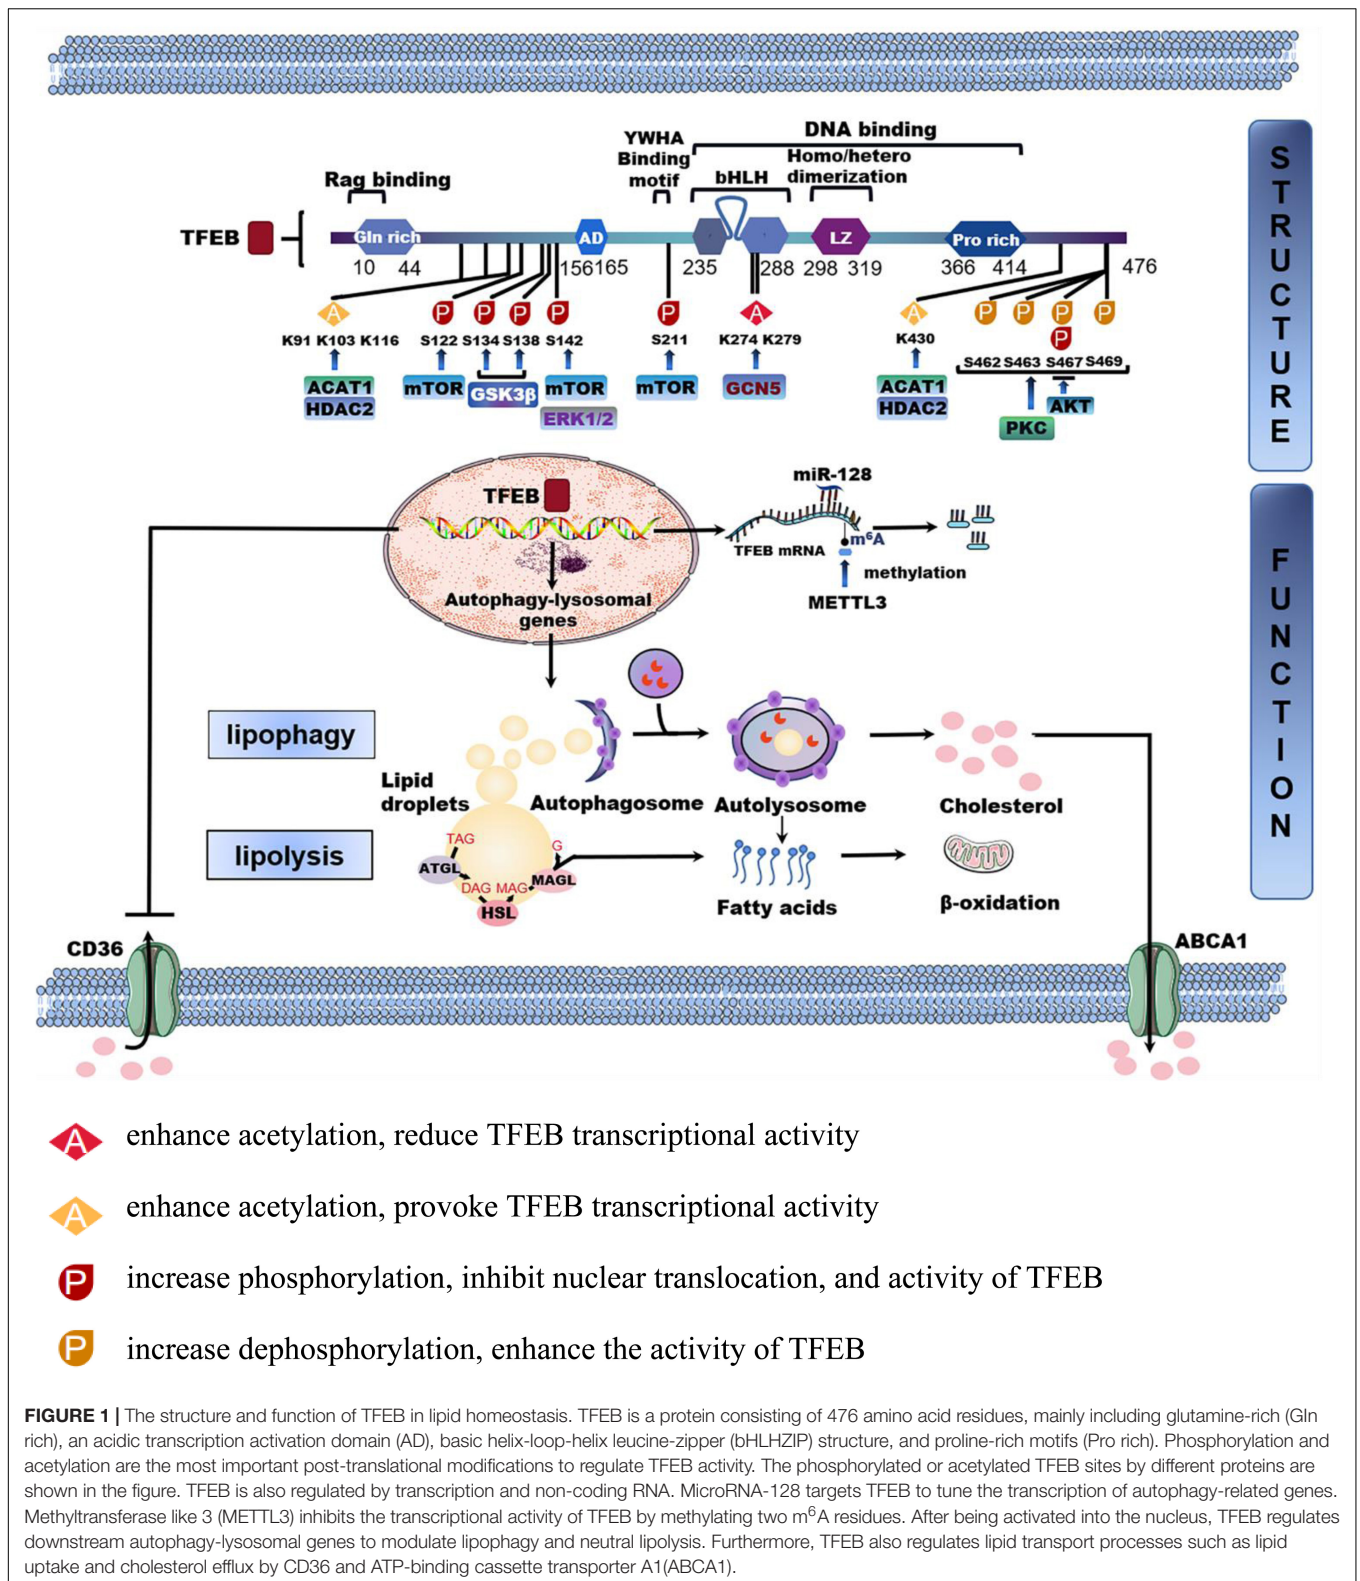 YWHA
Binding
motif
DNA binding
Homo/hetero
dimerization
bHLH
Rag binding
TFEB
Gln rich
AD
LZ
Pro rich
10 44 156 165 235 288 298 319 366 414 476
A P P P P P A A P P P P
P
K91 K103 K116 S122 S134 S138 S142 S211 K274 K279 K430
S462 S463 S467 S469
ACAT1
HDAC2
mTOR
GSK3β
mTOR
ERK1/2
mTOR
GCN5
ACAT1
HDAC2
PKC
AKT
STRUCTURE
TFEB
Autophagy-lysosomal
genes
miR-128
TFEB mRNA
m⁶A
methylation
METTL3
FUNCTION
lipophagy
Lipid
droplets
Autophagosome
Autolysosome
Cholesterol
lipolysis
TAG
ATGL
DAG MAG
HSL
G
MAGL
Fatty acids
β-oxidation
CD36
ABCA1
A enhance acetylation, reduce TFEB transcriptional activity
A enhance acetylation, provoke TFEB transcriptional activity
P increase phosphorylation, inhibit nuclear translocation, and activity of TFEB
P increase dephosphorylation, enhance the activity of TFEB
FIGURE 1 | The structure and function of TFEB in lipid homeostasis. TFEB is a protein consisting of 476 amino acid residues, mainly including glutamine-rich (Gln
rich), an acidic transcription activation domain (AD), basic helix-loop-helix leucine-zipper (bHLHZIP) structure, and proline-rich motifs (Pro rich). Phosphorylation and
acetylation are the most important post-translational modifications to regulate TFEB activity. The phosphorylated or acetylated TFEB sites by different proteins are
shown in the figure. TFEB is also regulated by transcription and non-coding RNA. MicroRNA-128 targets TFEB to tune the transcription of autophagy-related genes.
Methyltransferase like 3 (METTL3) inhibits the transcriptional activity of TFEB by methylating two m⁶A residues. After being activated into the nucleus, TFEB regulates
downstream autophagy-lysosomal genes to modulate lipophagy and neutral lipolysis. Furthermore, TFEB also regulates lipid transport processes such as lipid
uptake and cholesterol efflux by CD36 and ATP-binding cassette transporter A1(ABCA1).